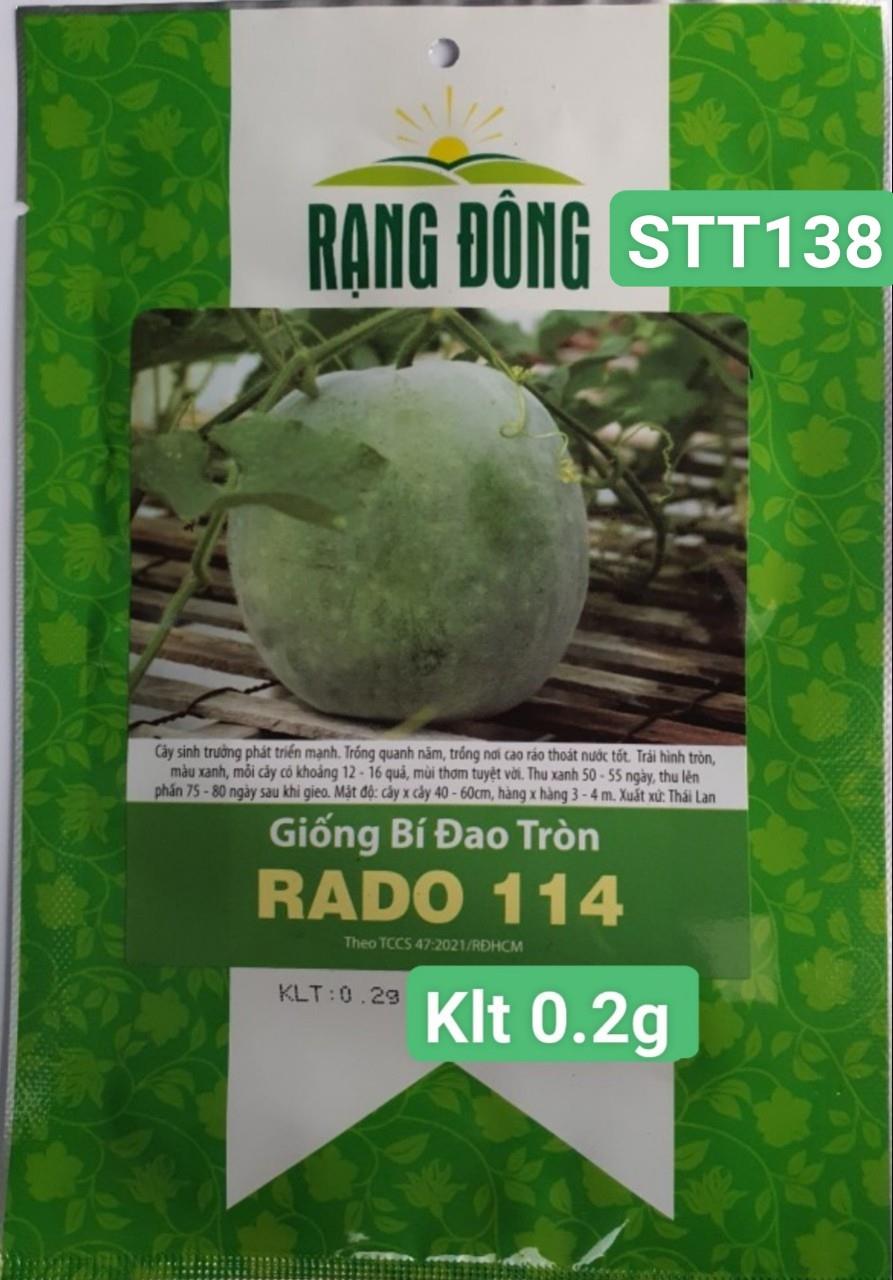 RẠNG ĐÔNG
STT138
Cây sinh trưởng phát triển mạnh. Trồng quanh năm, trồng nơi cao ráo thoát nước tốt. Trái hình tròn,
màu xanh, mỗi cây có khoảng 12 - 16 quả, mùi thơm tuyệt vời. Thu xanh 50 - 55 ngày, thu lên
phấn 75 - 80 ngày sau khi gieo. Mật độ: cây x cây 40 - 60cm, hàng x hàng 3 - 4 m. Xuất xứ: Thái Lan
Giống Bí Đao Tròn
RADO 114
Theo TCCS 47:2021/RĐHCM
KLT:0.2g
Klt 0.2g